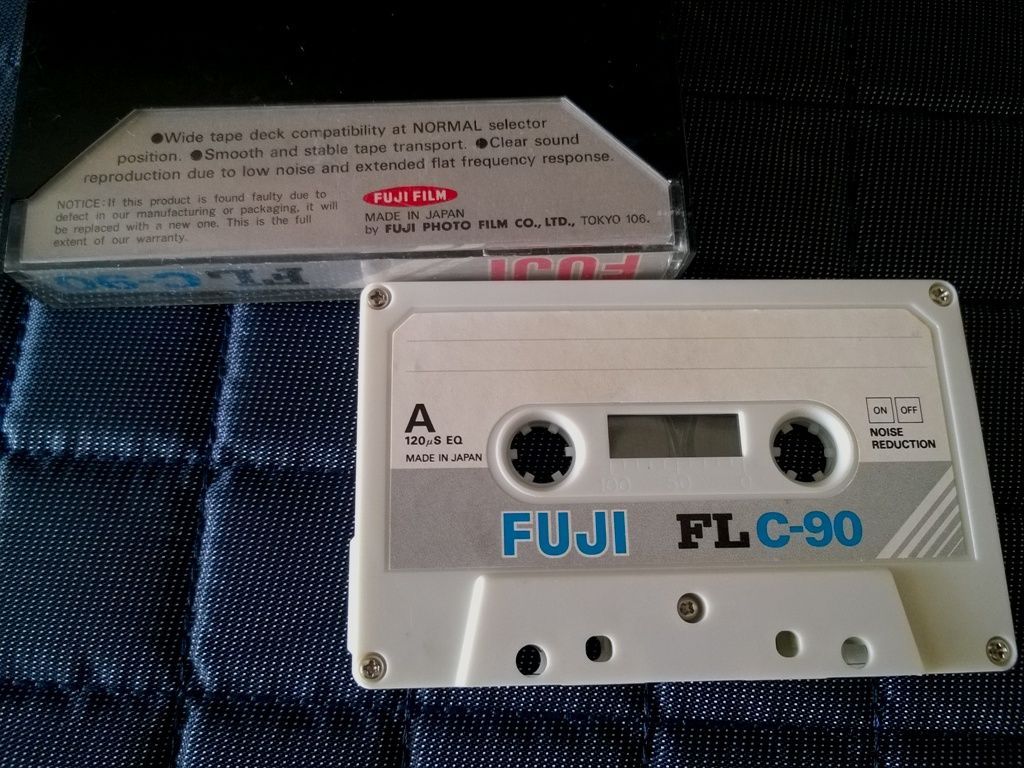 ●Wide tape deck compatibility at NORMAL selector
position. ●Smooth and stable tape transport. ●Clear sound
reproduction due to low noise and extended flat frequency response.
NOTICE: If this product is found faulty due to
defect in our manufacturing or packaging, it will
be replaced with a new one. This is the full
extent of our warranty.
FUJI FILM
MADE IN JAPAN
by FUJI PHOTO FILM CO., LTD., TOKYO 106.
FL C-90
FUJI
A
120μS EQ
MADE IN JAPAN
ON OFF
NOISE
REDUCTION
100 50 0
FUJI FL C-90